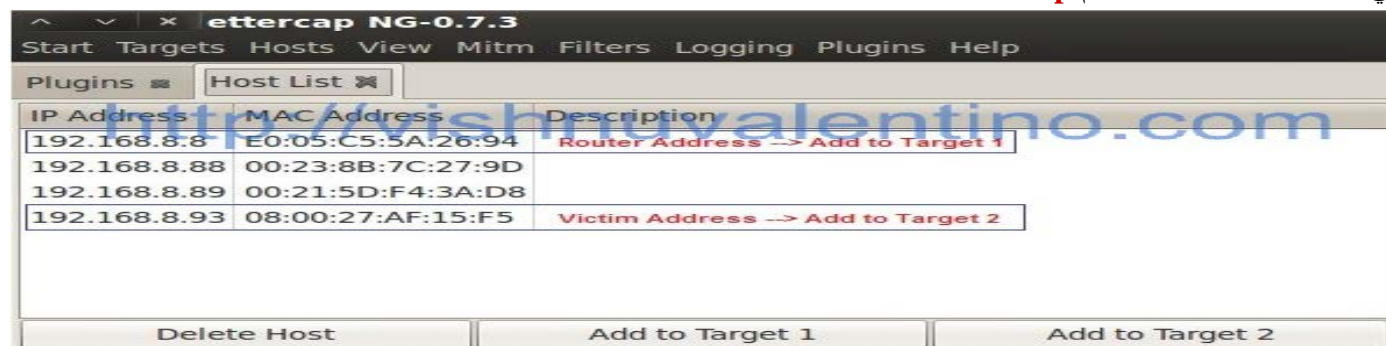 ettercap NG-0.7.3
Start Targets Hosts View Mitm Filters Logging Plugins Help
Plugins Host List
http://vishnuvalentino.com
IP Address MAC Address Description
192.168.8.8 E0:05:C5:5A:26:94 Router Address --> Add to Target 1
192.168.8.88 00:23:8B:7C:27:9D
192.168.8.89 00:21:5D:F4:3A:D8
192.168.8.93 08:00:27:AF:15:F5 Victim Address --> Add to Target 2
Delete Host Add to Target 1 Add to Target 2